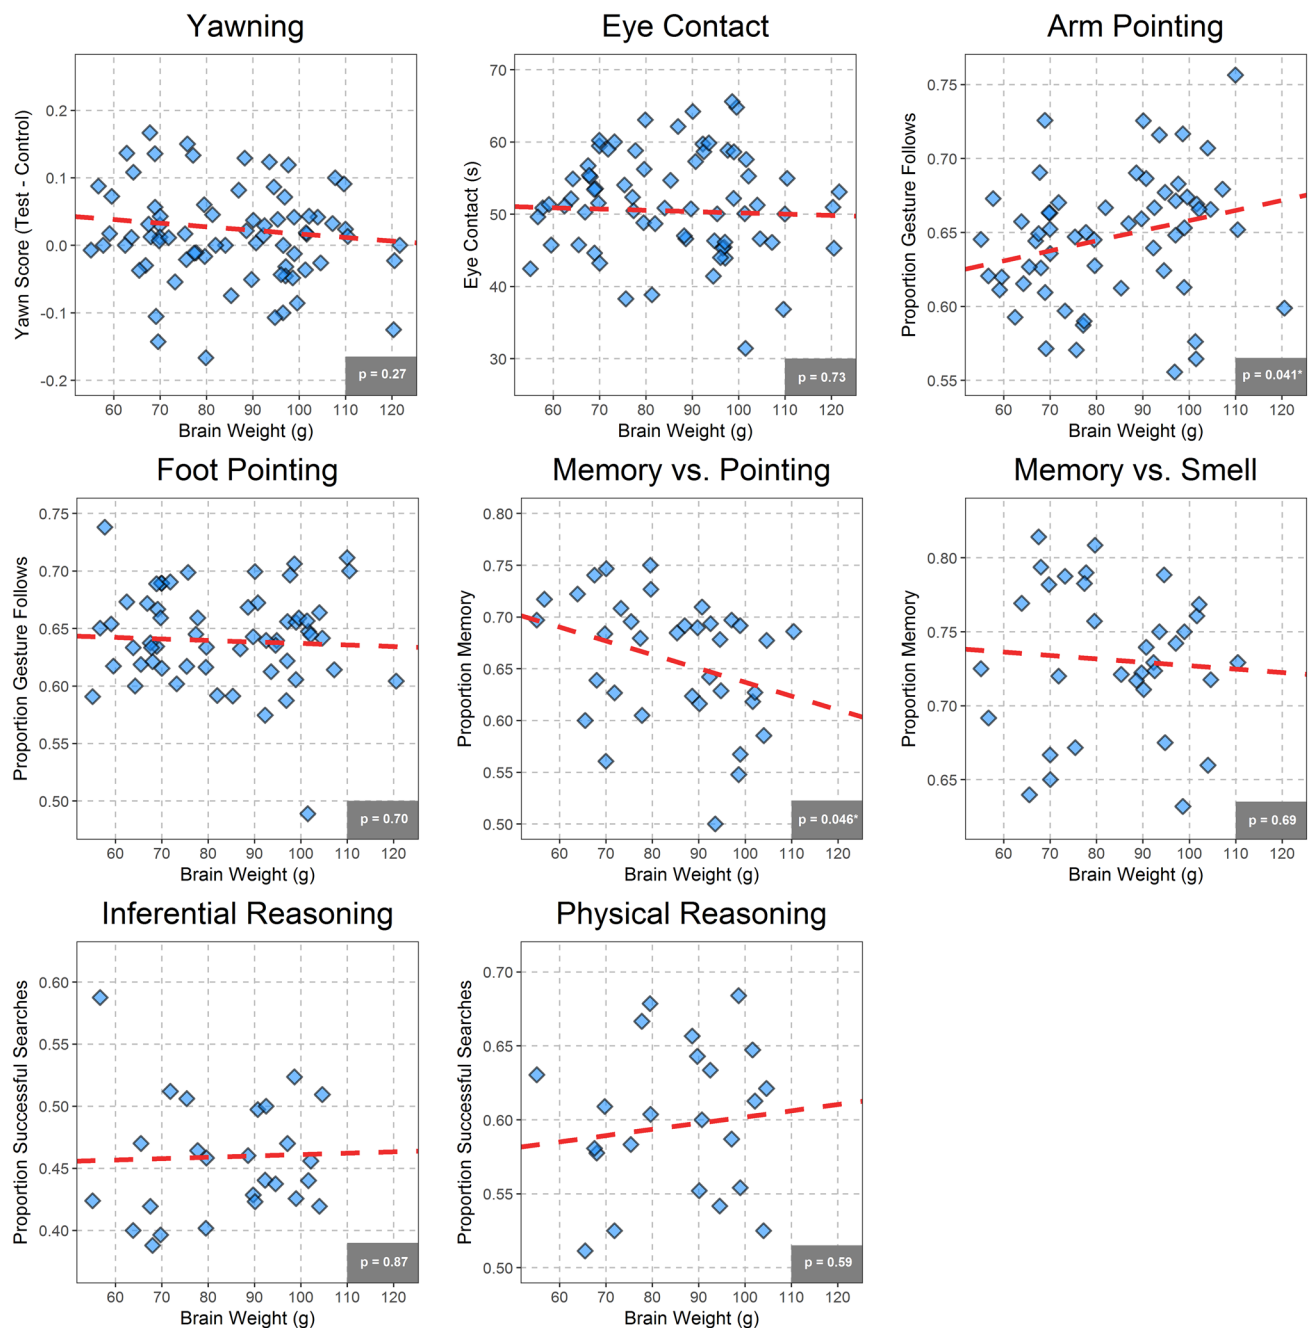 Yawning
Yawn Score (Test - Control)
0.2
0.1
0.0
-0.1
-0.2
p = 0.27
60 70 80 90 100 110 120
Brain Weight (g)
Eye Contact
Eye Contact (s)
70
60
50
40
30
p = 0.73
60 70 80 90 100 110 120
Brain Weight (g)
Arm Pointing
Proportion Gesture Follows
0.75
0.70
0.65
0.60
0.55
p = 0.041*
60 70 80 90 100 110 120
Brain Weight (g)
Foot Pointing
Proportion Gesture Follows
0.75
0.70
0.65
0.60
0.55
0.50
p = 0.70
60 70 80 90 100 110 120
Brain Weight (g)
Memory vs. Pointing
Proportion Memory
0.80
0.75
0.70
0.65
0.60
0.55
0.50
p = 0.046*
60 70 80 90 100 110 120
Brain Weight (g)
Memory vs. Smell
Proportion Memory
0.80
0.75
0.70
0.65
p = 0.69
60 70 80 90 100 110 120
Brain Weight (g)
Inferential Reasoning
Proportion Successful Searches
0.60
0.55
0.50
0.45
0.40
p = 0.87
60 70 80 90 100 110 120
Brain Weight (g)
Physical Reasoning
Proportion Successful Searches
0.70
0.65
0.60
0.55
0.50
p = 0.59
60 70 80 90 100 110 120
Brain Weight (g)